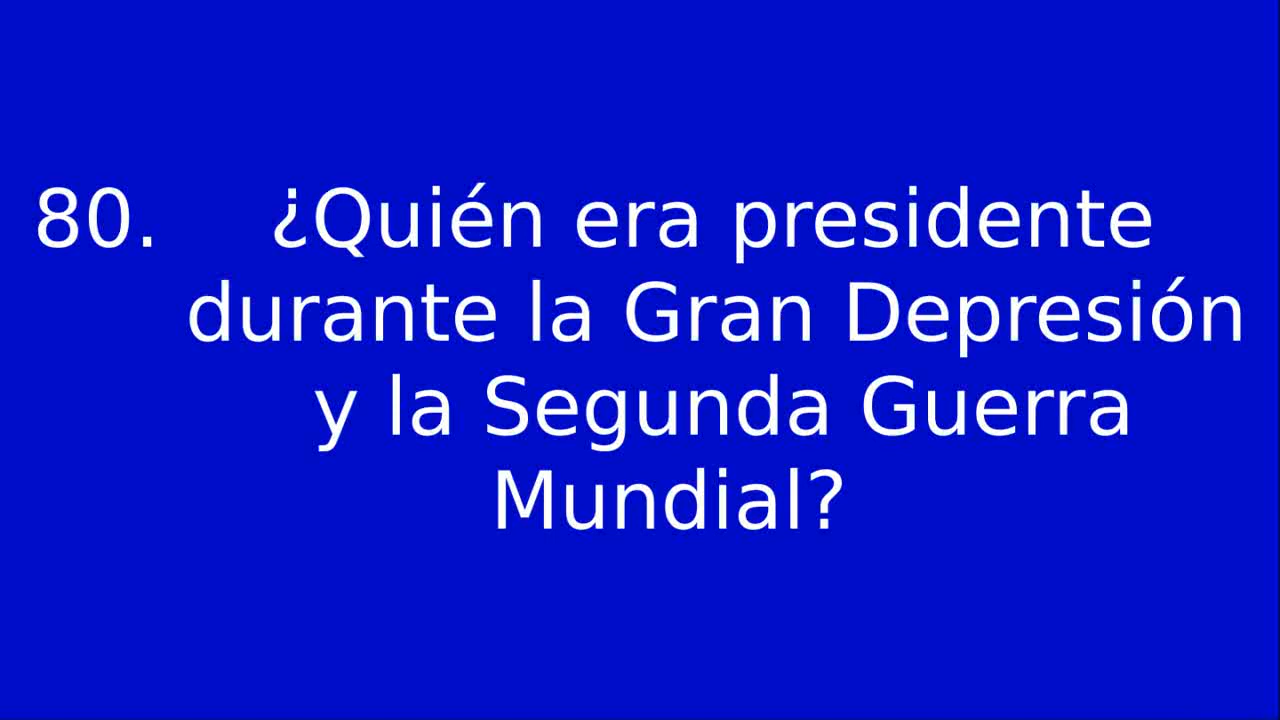 80. ¿Quién era presidente
durante la Gran Depresión
y la Segunda Guerra
Mundial?